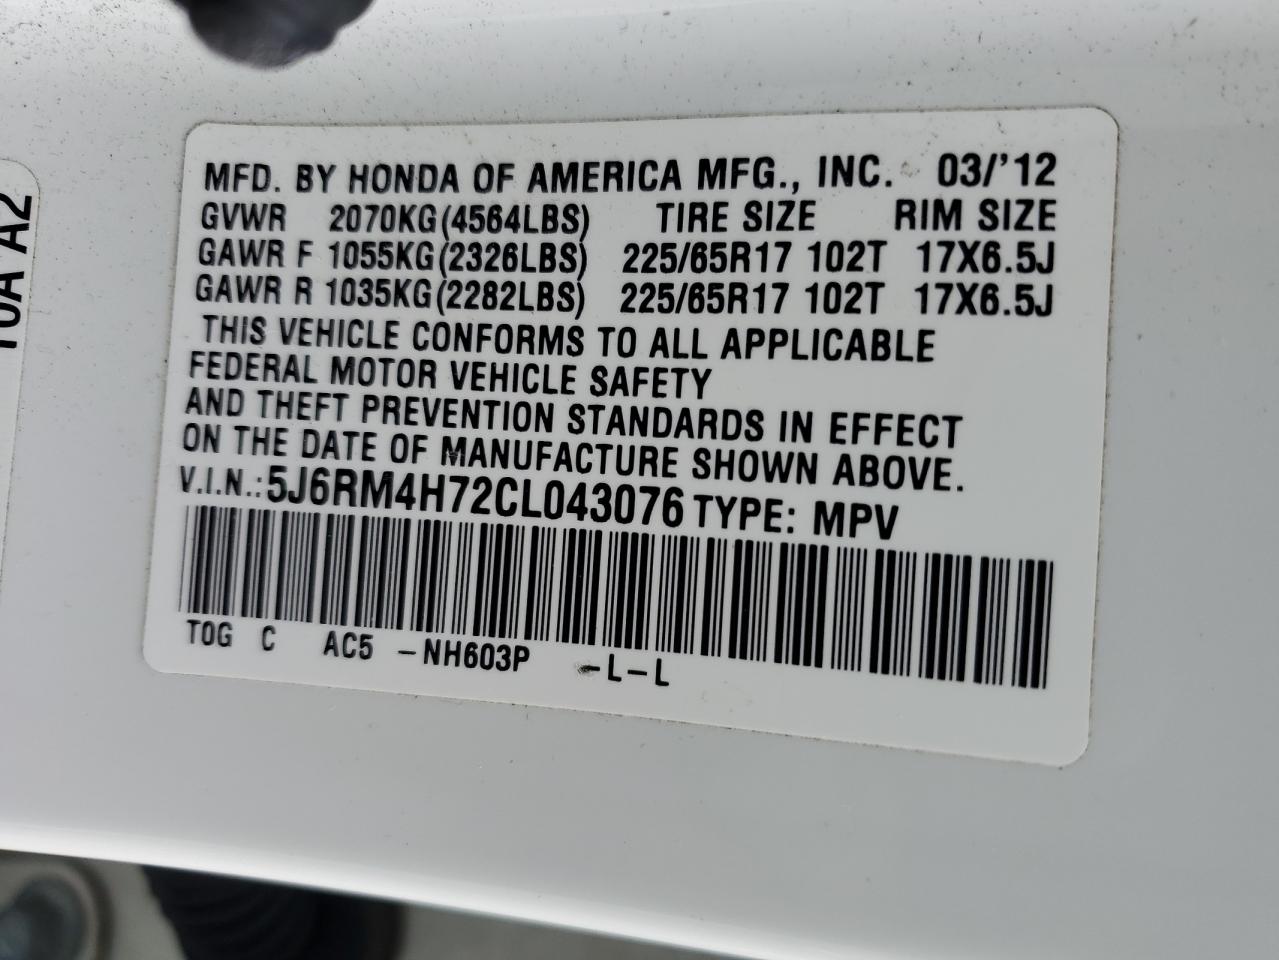 MFD. BY HONDA OF AMERICA MFG., INC. 03/'12
GVWR 2070KG(4564LBS) TIRE SIZE RIM SIZE
GAWR F 1055KG(2326LBS) 225/65R17 102T 17X6.5J
GAWR R 1035KG(2282LBS) 225/65R17 102T 17X6.5J
THIS VEHICLE CONFORMS TO ALL APPLICABLE
FEDERAL MOTOR VEHICLE SAFETY
AND THEFT PREVENTION STANDARDS IN EFFECT
ON THE DATE OF MANUFACTURE SHOWN ABOVE.
V.I.N.: 5J6RM4H72CL043076 TYPE: MPV
T0G C AC5 -NH603P -L-L
10A A2